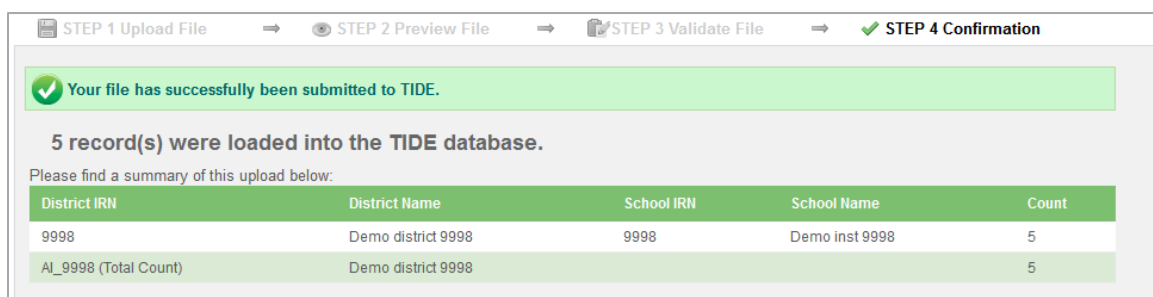 STEP 1 Upload File ⇒ STEP 2 Preview File ⇒ STEP 3 Validate File ⇒ STEP 4 Confirmation
Your file has successfully been submitted to TIDE.
5 record(s) were loaded into the TIDE database.
Please find a summary of this upload below:
District IRN District Name School IRN School Name Count
9998 Demo district 9998 9998 Demo inst 9998 5
AI_9998 (Total Count) Demo district 9998 5